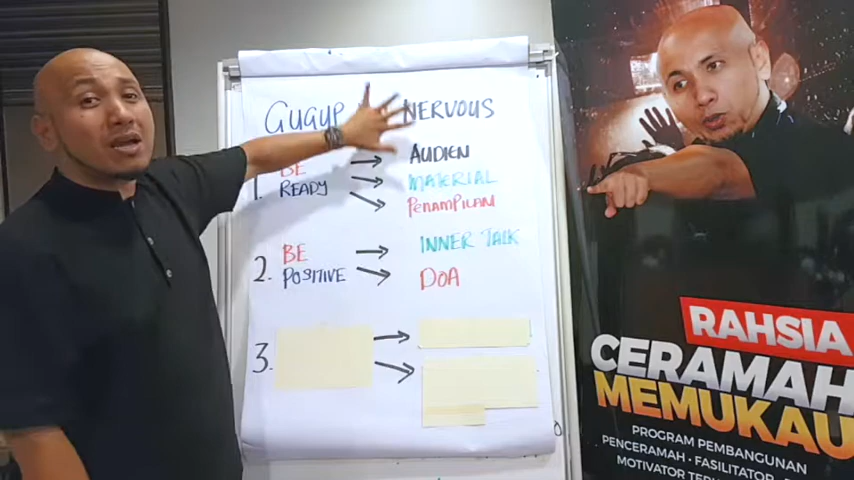 GUGUP NERVOUS
1. BE READY
AUDIEN
MATERIAL
PENAMPILAN
2. BE POSITIVE
INNER TALK
DOA
3.
RAHSIA
CERAMAH
MEMUKAU
PENCERAMAH PROGRAM PEMBANGUNAN
MOTIVATOR